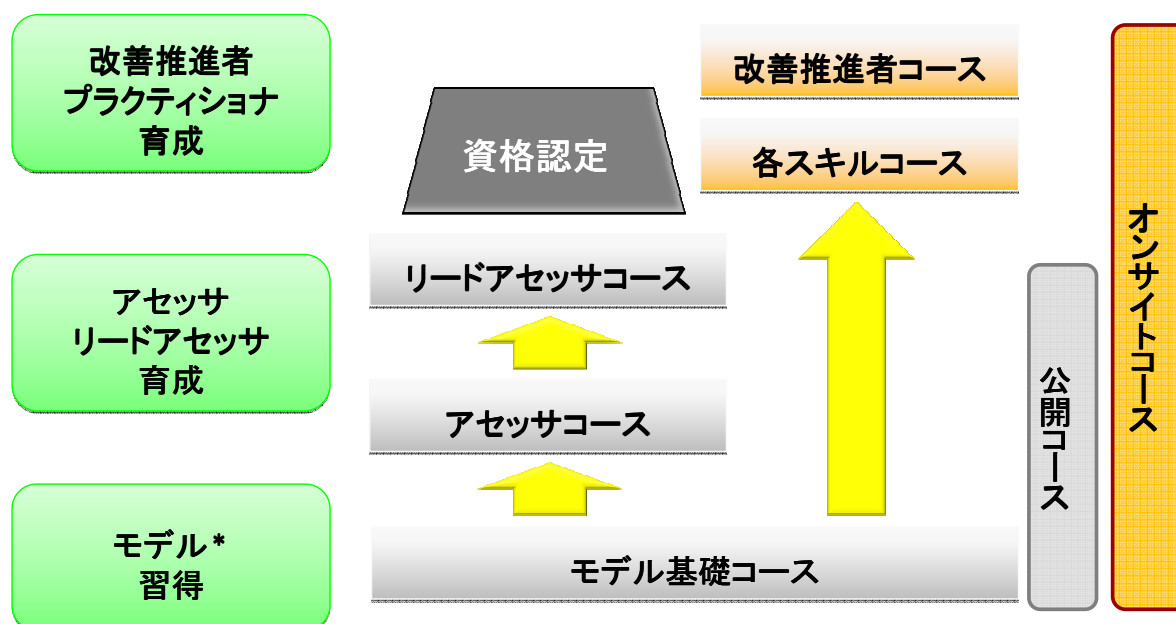 改善推進者
プラクティショナ
育成
改善推進者コース
資格認定
各スキルコース
リードアセッサコース
アセッサ
リードアセッサ
育成
アセッサコース
モデル*
習得
モデル基礎コース
公開コース
オンサイトコース